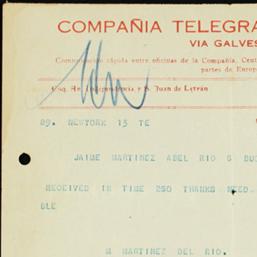 COMPAÑIA TELEGRA
VIA GALVES
Comunicación rápida entre oficinas de la Compañía, Cent
partes de Europ
Esq. Av. Independencia y S. Juan de Letrán
89. NEWYORK 15 TE
JAIME MARTINEZ ABEL RIO S BU
RECEIVED IN TIME 250 THANKS NEED.
BLE
M MARTINEZ DEL RIO.